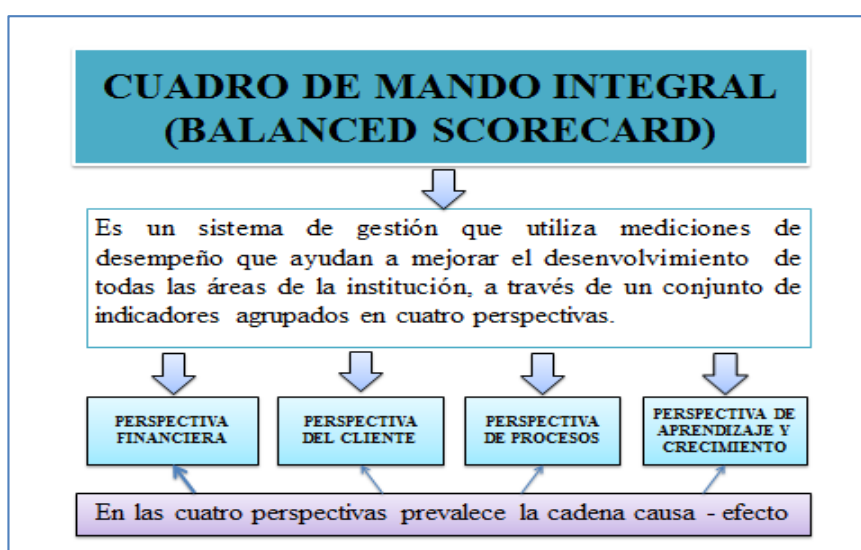 CUADRO DE MANDO INTEGRAL
(BALANCED SCORECARD)
Es un sistema de gestión que utiliza mediciones de
desempeño que ayudan a mejorar el desenvolvimiento de
todas las áreas de la institución, a través de un conjunto de
indicadores agrupados en cuatro perspectivas.
PERSPECTIVA
FINANCIERA
PERSPECTIVA
DEL CLIENTE
PERSPECTIVA
DE PROCESOS
PERSPECTIVA DE
APRENDIZAJE Y
CRECIMIENTO
En las cuatro perspectivas prevalece la cadena causa - efecto